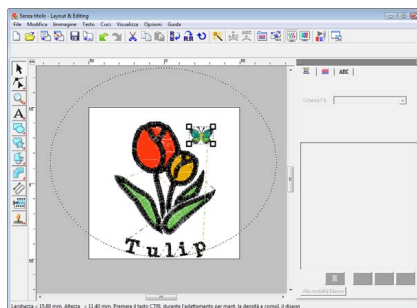 Senza titolo - Layout & Editing
File Modifica Immagine Testo Cuci Visualizza Opzioni Guida
ABC
Tulip
Larghezza = 15,80 mm. Altezza = 11,40 mm. Premere il tasto CTRL durante l'adattamento per mant. la densità e compil. il disegn